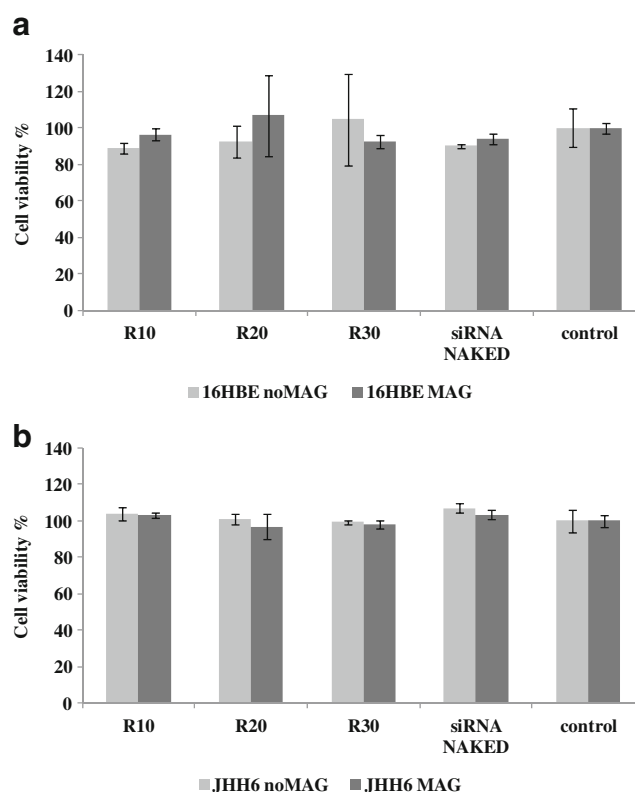 a
140
120
100
80
60
40
20
0
Cell viability %
R10 R20 R30 siRNA NAKED control
16HBE noMAG 16HBE MAG
b
140
120
100
80
60
40
20
0
Cell viability %
R10 R20 R30 siRNA NAKED control
JHH6 noMAG JHH6 MAG